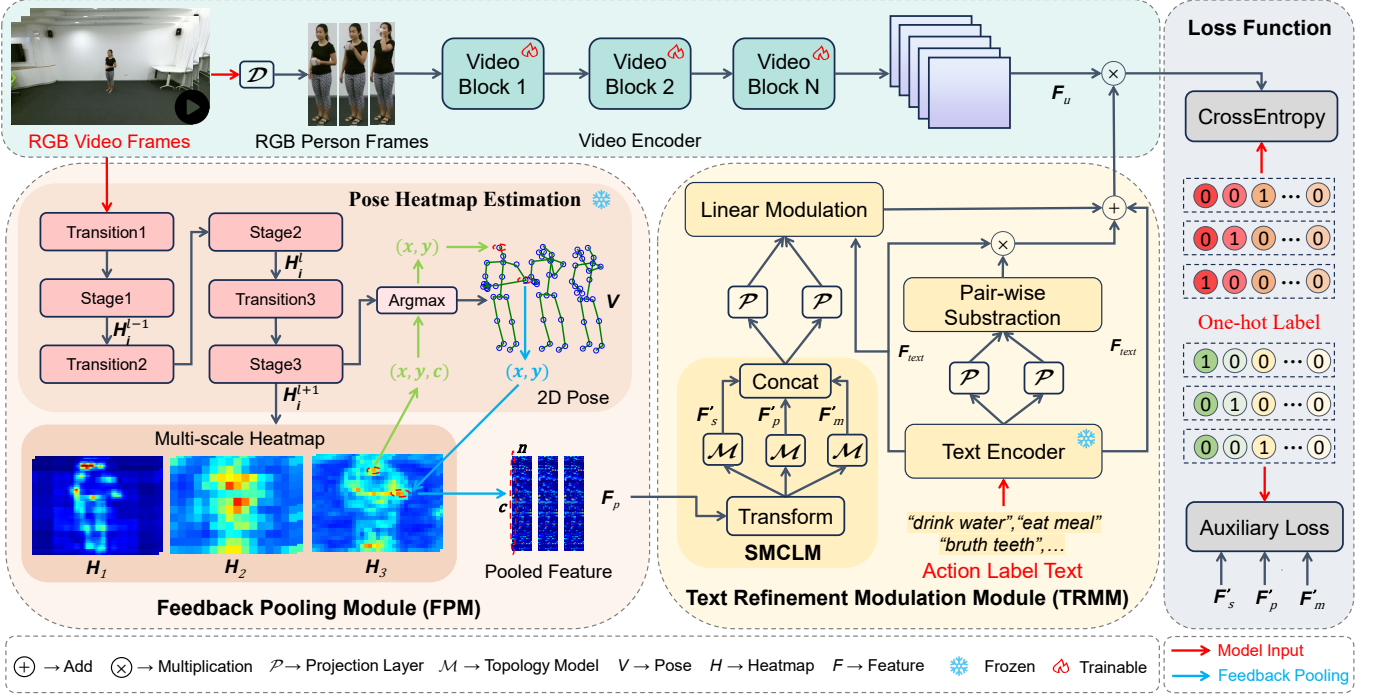 Loss Function
𝒟
Video
Block 1
Video
Block 2
Video
Block N
F_u
×
CrossEntropy
RGB Video Frames
RGB Person Frames
Video Encoder
0 0 1 ••• 0
0 1 0 ••• 0
1 0 0 ••• 0
One-hot Label
1 0 0 ••• 0
0 1 0 ••• 0
0 0 1 ••• 0
Auxiliary Loss
F'_s F'_p F'_m
Pose Heatmap Estimation
Transition1
Stage2
H_i^l
Stage1
Transition3
H_i^{l-1}
Transition2
Stage3
H_i^{l+1}
(x, y)
Argmax
V
(x, y, c)
(x, y)
2D Pose
Multi-scale Heatmap
H_1
H_2
H_3
n
c
F_p
Pooled Feature
Feedback Pooling Module (FPM)
Linear Modulation
+
×
𝒫 𝒫
Pair-wise
Substraction
F_text
F_text
𝒫 𝒫
Concat
F'_s F'_p F'_m
ℳ ℳ ℳ
Text Encoder
Transform
SMCLM
“drink water”,“eat meal”
“bruth teeth”,...
Action Label Text
Text Refinement Modulation Module (TRMM)
+ → Add × → Multiplication 𝒫 → Projection Layer ℳ → Topology Model V → Pose H → Heatmap F → Feature Frozen Trainable
→ Model Input
→ Feedback Pooling